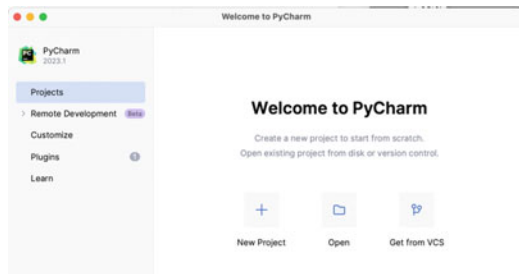 Welcome to PyCharm
PyCharm
2023.1
Projects
Remote Development Beta
Customize
Plugins 1
Learn
Welcome to PyCharm
Create a new project to start from scratch.
Open existing project from disk or version control.
New Project Open Get from VCS